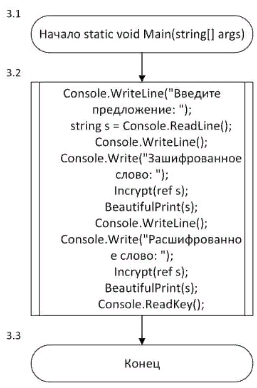 3.1
Начало static void Main(string[] args)
3.2
Console.WriteLine("Введите
предложение: ");
string s = Console.ReadLine();
Console.WriteLine();
Console.Write("Зашифрованное
слово: ");
Incrypt(ref s);
BeautifulPrint(s);
Console.WriteLine();
Console.Write("Расшифрованно
е слово: ");
Incrypt(ref s);
BeautifulPrint(s);
Console.ReadKey();
3.3
Конец